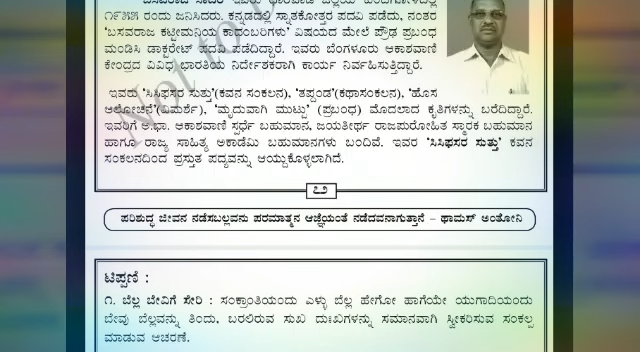 ೧೯೫೫ ರಂದು ಜನಿಸಿದರು. ಕನ್ನಡದಲ್ಲಿ ಸ್ನಾತಕೋತ್ತರ ಪದವಿ ಪಡೆದು, ನಂತರ
'ಬಸವರಾಜ ಕಟ್ಟೀಮನಿಯ ಕಾದಂಬರಿಗಳು' ವಿಷಯದ ಮೇಲೆ ಪ್ರೌಢ ಪ್ರಬಂಧ
ಮಂಡಿಸಿ ಡಾಕ್ಟರೇಟ್ ಪದವಿ ಪಡೆದಿದ್ದಾರೆ. ಇವರು ಬೆಂಗಳೂರು ಆಕಾಶವಾಣಿ
ಕೇಂದ್ರದ ವಿವಿಧ ಭಾರತಿಯ ನಿರ್ದೇಶಕರಾಗಿ ಕಾರ್ಯ ನಿರ್ವಹಿಸುತ್ತಿದ್ದಾರೆ.
ಇವರು 'ಸಿಸಿಫಸರ ಸುತ್ತು'(ಕವನ ಸಂಕಲನ), 'ತಪ್ದಂಡ'(ಕಥಾಸಂಕಲನ), 'ಹೊಸ
ಆಲೋಚನೆ'(ವಿಮರ್ಶೆ), 'ಮೃದುವಾಗಿ ಮುಟ್ಟು' (ಪ್ರಬಂಧ) ಮೊದಲಾದ ಕೃತಿಗಳನ್ನು ಬರೆದಿದ್ದಾರೆ.
ಇವರಿಗೆ ಅ.ಭಾ. ಆಕಾಶವಾಣಿ ಸ್ಪರ್ಧೆ ಬಹುಮಾನ, ಜಯತೀರ್ಥ ರಾಜಪುರೋಹಿತ ಸ್ಮಾರಕ ಬಹುಮಾನ
ಹಾಗೂ ರಾಜ್ಯ ಸಾಹಿತ್ಯ ಅಕಾಡೆಮಿ ಬಹುಮಾನಗಳು ಬಂದಿವೆ. ಇವರ 'ಸಿಸಿಫಸರ ಸುತ್ತು' ಕವನ
ಸಂಕಲನದಿಂದ ಪ್ರಸ್ತುತ ಪದ್ಯವನ್ನು ಆಯ್ದುಕೊಳ್ಳಲಾಗಿದೆ.
೭೨
ಪರಿಶುದ್ಧ ಜೀವನ ನಡೆಸಬಲ್ಲವನು ಪರಮಾತ್ಮನ ಆಜ್ಞೆಯಂತೆ ನಡೆದವನಾಗುತ್ತಾನೆ – ಥಾಮಸ್ ಅಂತೋನಿ
ಟಿಪ್ಪಣಿ :
೧. ಬೆಲ್ಲ ಬೇವಿಗೆ ಸೇರಿ : ಸಂಕ್ರಾಂತಿಯಂದು ಎಳ್ಳು ಬೆಲ್ಲ ಹೇಗೋ ಹಾಗೆಯೇ ಯುಗಾದಿಯಂದು
ಬೇವು ಬೆಲ್ಲವನ್ನು ತಿಂದು, ಬರಲಿರುವ ಸುಖ ದುಃಖಗಳನ್ನು ಸಮಾನವಾಗಿ ಸ್ವೀಕರಿಸುವ ಸಂಕಲ್ಪ
ಮಾಡುವ ಆಚರಣೆ.